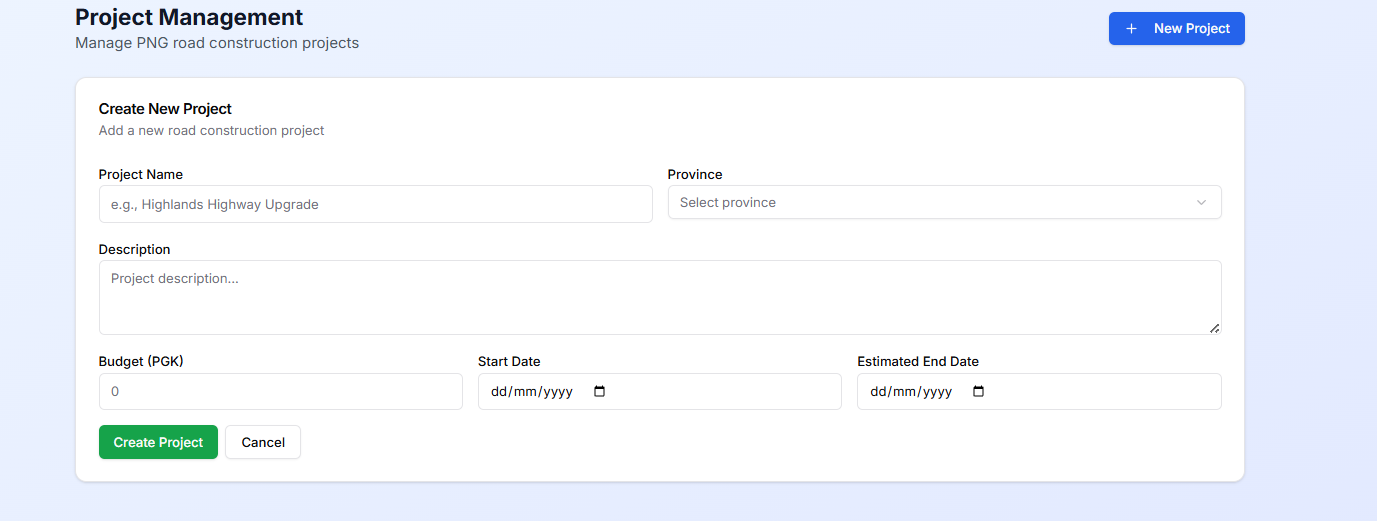 Project Management
Manage PNG road construction projects
+ New Project
Create New Project
Add a new road construction project
Project Name
Province
e.g., Highlands Highway Upgrade
Select province
Description
Project description...
Budget (PGK)
Start Date
Estimated End Date
0
dd/mm/yyyy
dd/mm/yyyy
Create Project
Cancel